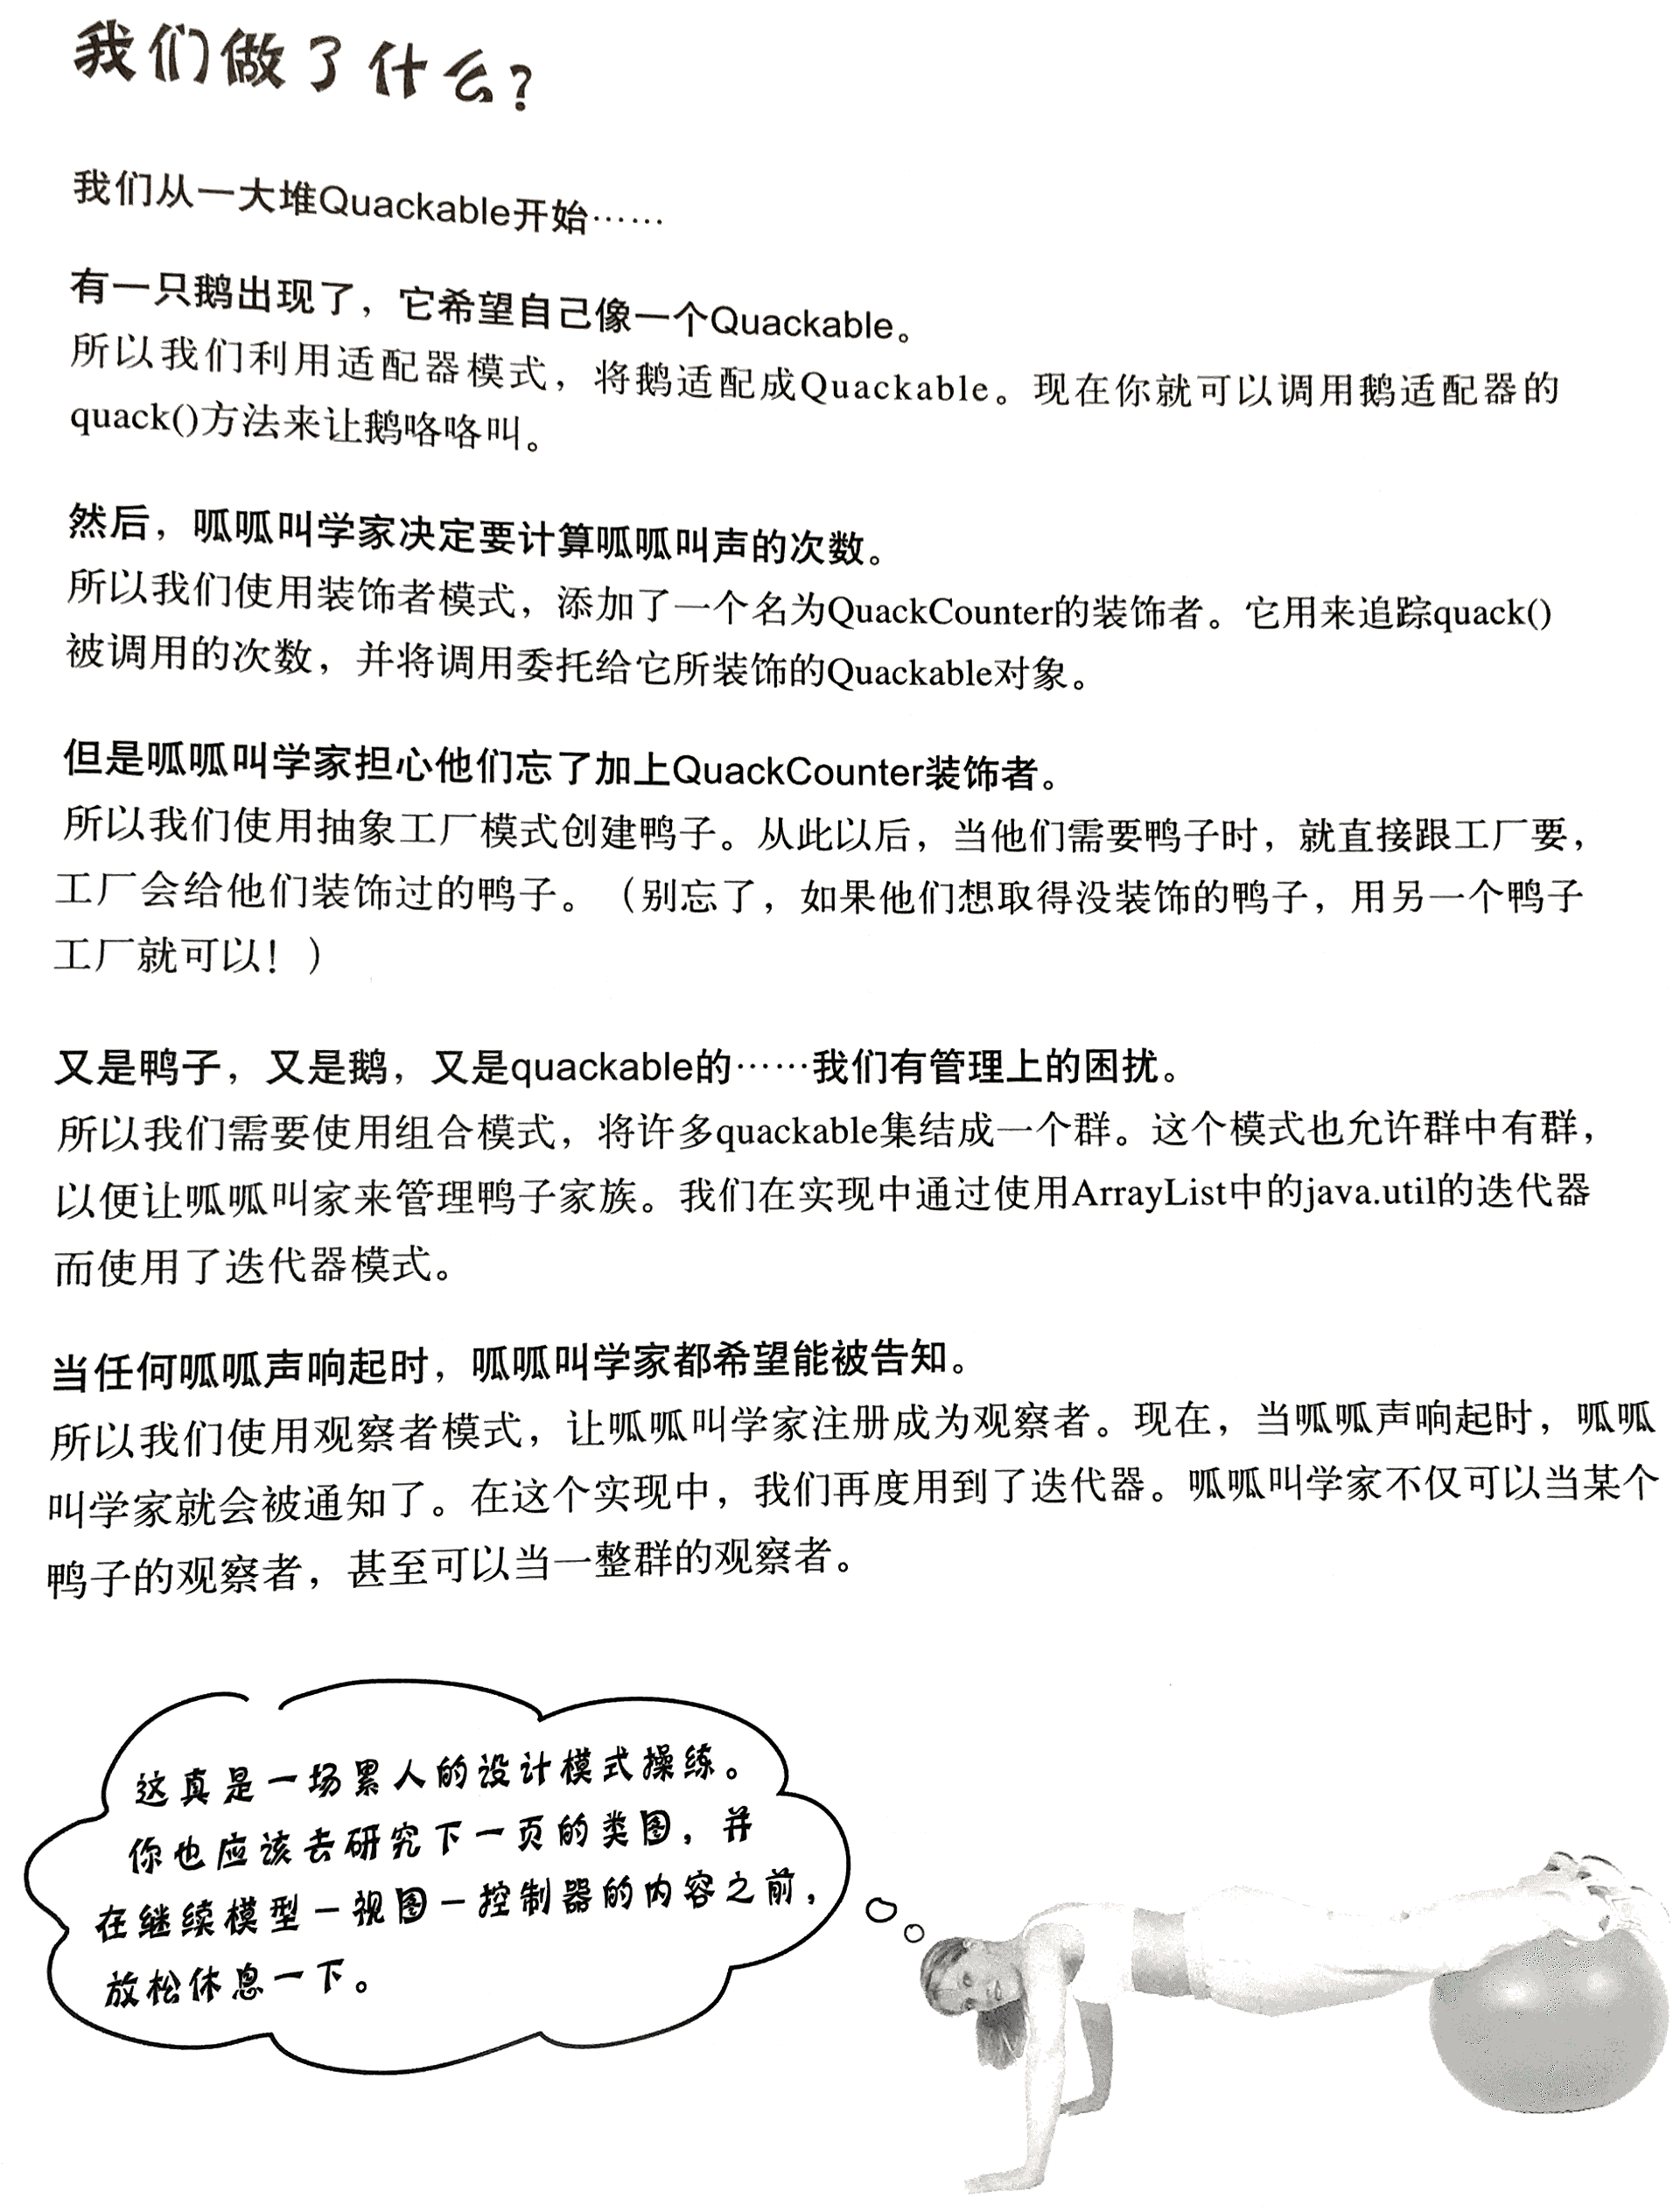 我们做了什么？
我们从一大堆Quackable开始……
有一只鹅出现了，它希望自己像一个Quackable。
所以我们利用适配器模式，将鹅适配成Quackable。现在你就可以调用鹅适配器的
quack()方法来让鹅咯咯叫。
然后，呱呱叫学家决定要计算呱呱叫声的次数。
所以我们使用装饰者模式，添加了一个名为QuackCounter的装饰者。它用来追踪quack()
被调用的次数，并将调用委托给它所装饰的Quackable对象。
但是呱呱叫学家担心他们忘了加上QuackCounter装饰者。
所以我们使用抽象工厂模式创建鸭子。从此以后，当他们需要鸭子时，就直接跟工厂要，
工厂会给他们装饰过的鸭子。（别忘了，如果他们想取得没装饰的鸭子，用另一个鸭子
工厂就可以！）
又是鸭子，又是鹅，又是quackable的……我们有管理上的困扰。
所以我们需要使用组合模式，将许多quackable集结成一个群。这个模式也允许群中有群，
以便让呱呱叫家来管理鸭子家族。我们在实现中通过使用ArrayList中的java.util的迭代器
而使用了迭代器模式。
当任何呱呱声响起时，呱呱叫学家都希望能被告知。
所以我们使用观察者模式，让呱呱叫学家注册成为观察者。现在，当呱呱声响起时，呱呱
叫学家就会被通知了。在这个实现中，我们再度用到了迭代器。呱呱叫学家不仅可以当某个
鸭子的观察者，甚至可以当一整群的观察者。
这真是一场累人的设计模式操练。
你也应该去研究下一页的类图，并
在继续模型－视图－控制器的内容之前，
放松休息一下。